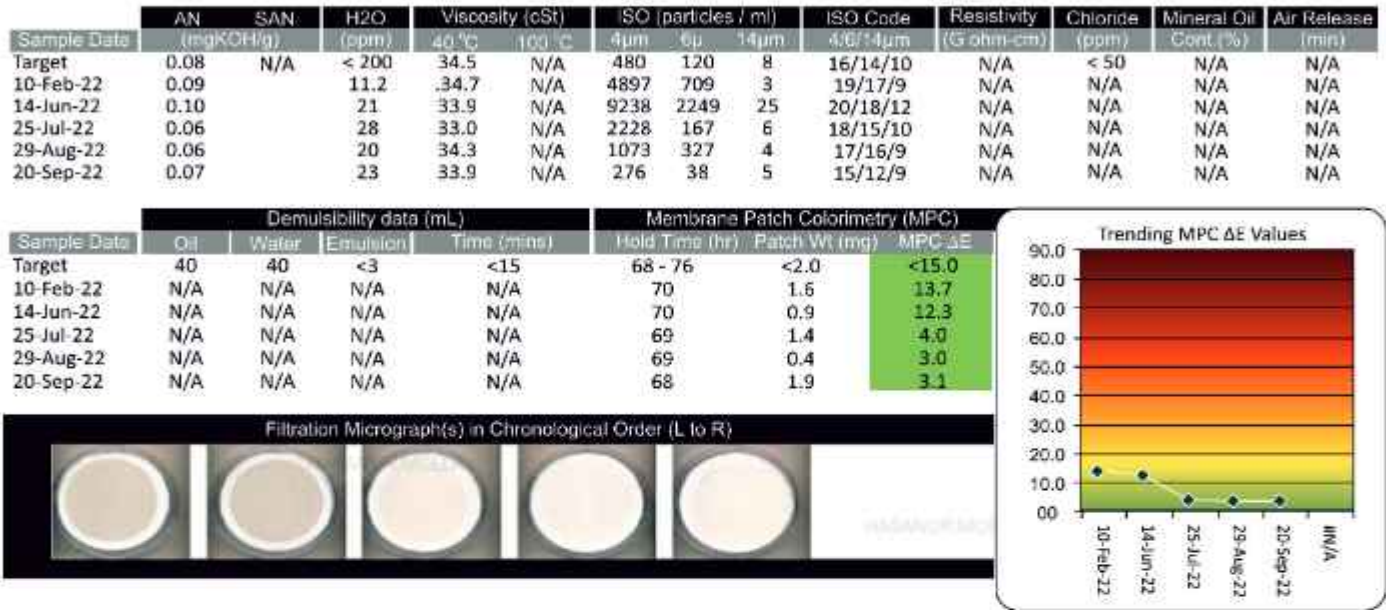 AN SAN H2O Viscosity (cSt) ISO (particles / ml) ISO Code Resistivity Chloride Mineral Oil Air Release
Sample Date (mgKOH/g) (ppm) 40 °C 100 °C 4µm 6µ 14µm 4/6/14µm (G ohm-cm) (ppm) Cont.(%) (min)
Target 0.08 N/A < 200 34.5 N/A 480 120 8 16/14/10 N/A < 50 N/A N/A
10-Feb-22 0.09 11.2 .34.7 N/A 4897 709 3 19/17/9 N/A N/A N/A N/A
14-Jun-22 0.10 21 33.9 N/A 9238 2249 25 20/18/12 N/A N/A N/A N/A
25-Jul-22 0.06 28 33.0 N/A 2228 167 6 18/15/10 N/A N/A N/A N/A
29-Aug-22 0.06 20 34.3 N/A 1073 327 4 17/16/9 N/A N/A N/A N/A
20-Sep-22 0.07 23 33.9 N/A 276 38 5 15/12/9 N/A N/A N/A N/A
Demulsibility data (mL) Membrane Patch Colorimetry (MPC)
Sample Date Oil Water Emulsion Time (mins) Hold Time (hr) Patch Wt (mg) MPC ΔE
Target 40 40 <3 <15 68 - 76 <2.0 <15.0
10-Feb-22 N/A N/A N/A N/A 70 1.6 13.7
14-Jun-22 N/A N/A N/A N/A 70 0.9 12.3
25-Jul-22 N/A N/A N/A N/A 69 1.4 4.0
29-Aug-22 N/A N/A N/A N/A 69 0.4 3.0
20-Sep-22 N/A N/A N/A N/A 68 1.9 3.1
Filtration Micrograph(s) in Chronological Order (L to R)
Trending MPC ΔE Values
90.0
80.0
70.0
60.0
50.0
40.0
30.0
20.0
10.0
00
10-Feb-22
14-Jun-22
25-Jul-22
29-Aug-22
20-Sep-22
#N/A